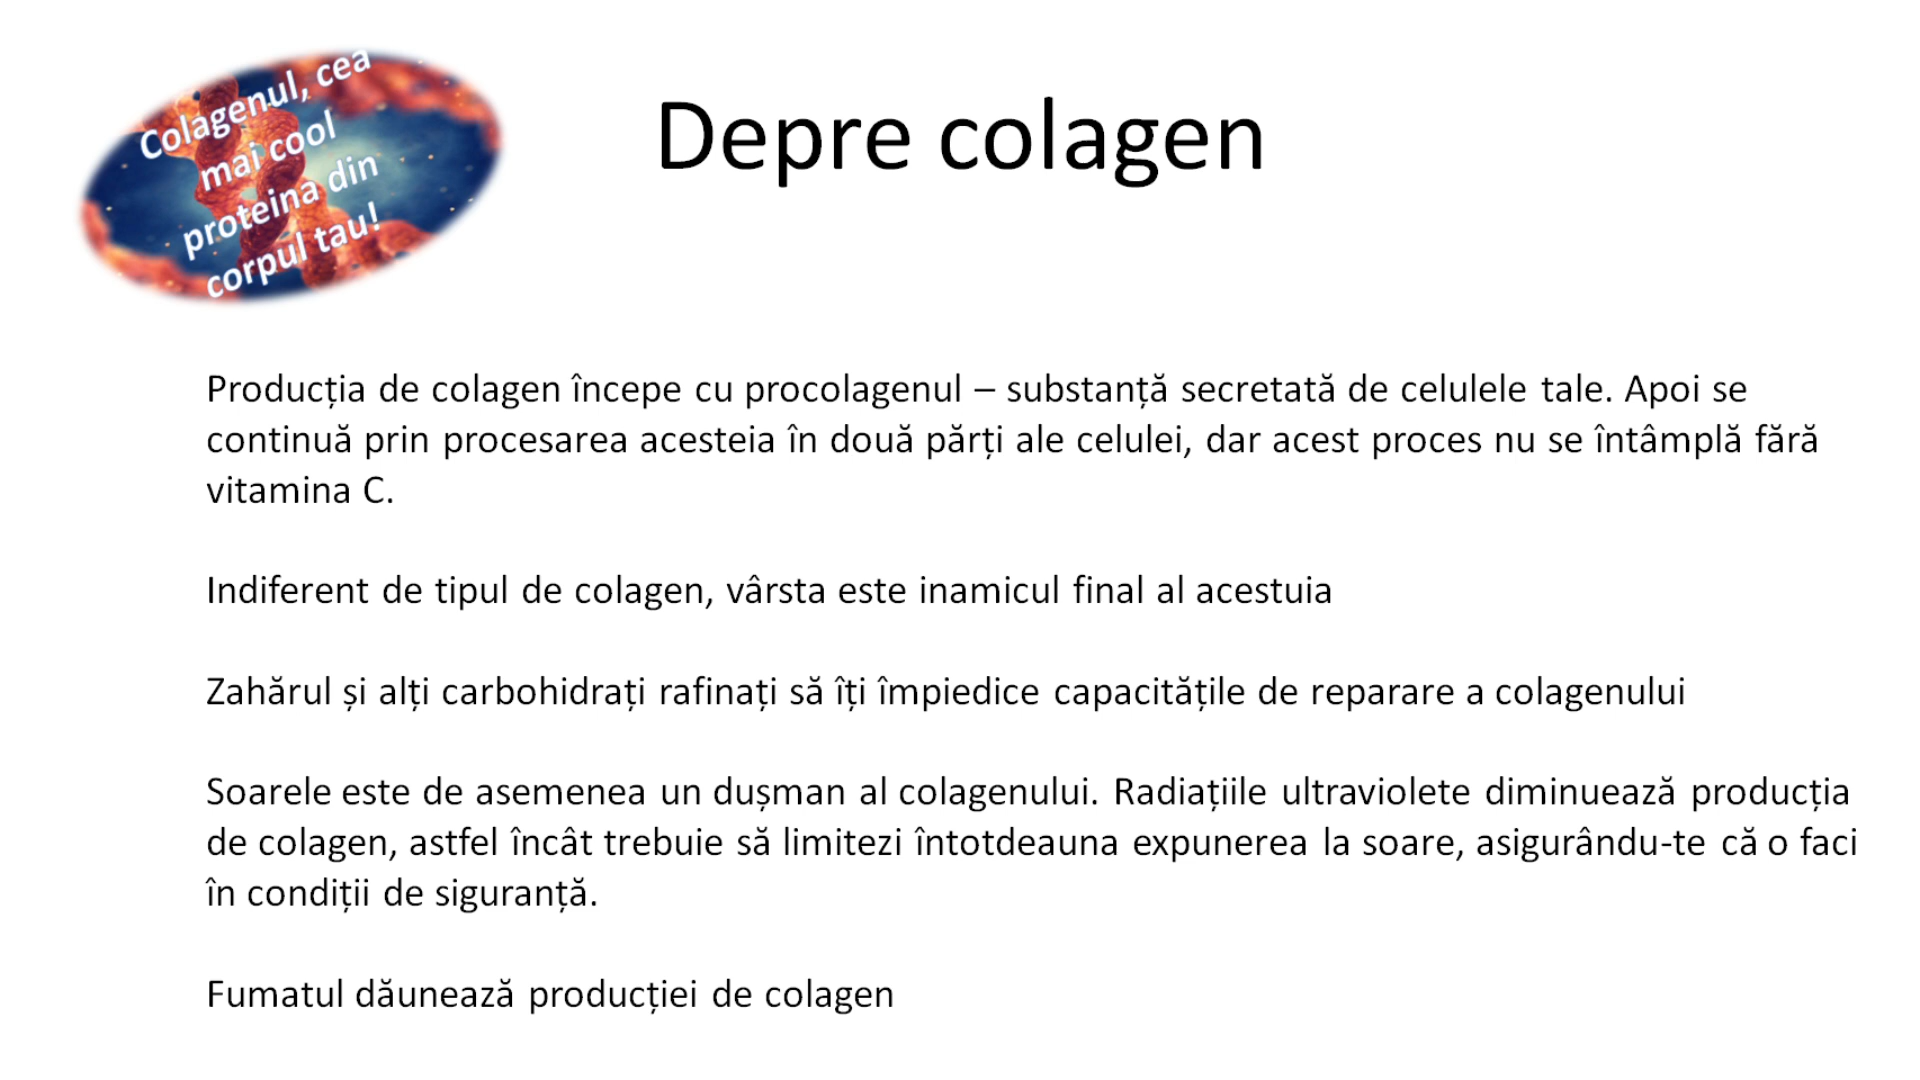 Colagenul, cea
mai cool
proteina din
corpul tau!
Depre colagen
Producția de colagen începe cu procolagenul – substanță secretată de celulele tale. Apoi se
continuă prin procesarea acesteia în două părți ale celulei, dar acest proces nu se întâmplă fără
vitamina C.
Indiferent de tipul de colagen, vârsta este inamicul final al acestuia
Zahărul și alți carbohidrați rafinați să îți împiedice capacitățile de reparare a colagenului
Soarele este de asemenea un dușman al colagenului. Radiațiile ultraviolete diminuează producția
de colagen, astfel încât trebuie să limitezi întotdeauna expunerea la soare, asigurându-te că o faci
în condiții de siguranță.
Fumatul dăunează producției de colagen